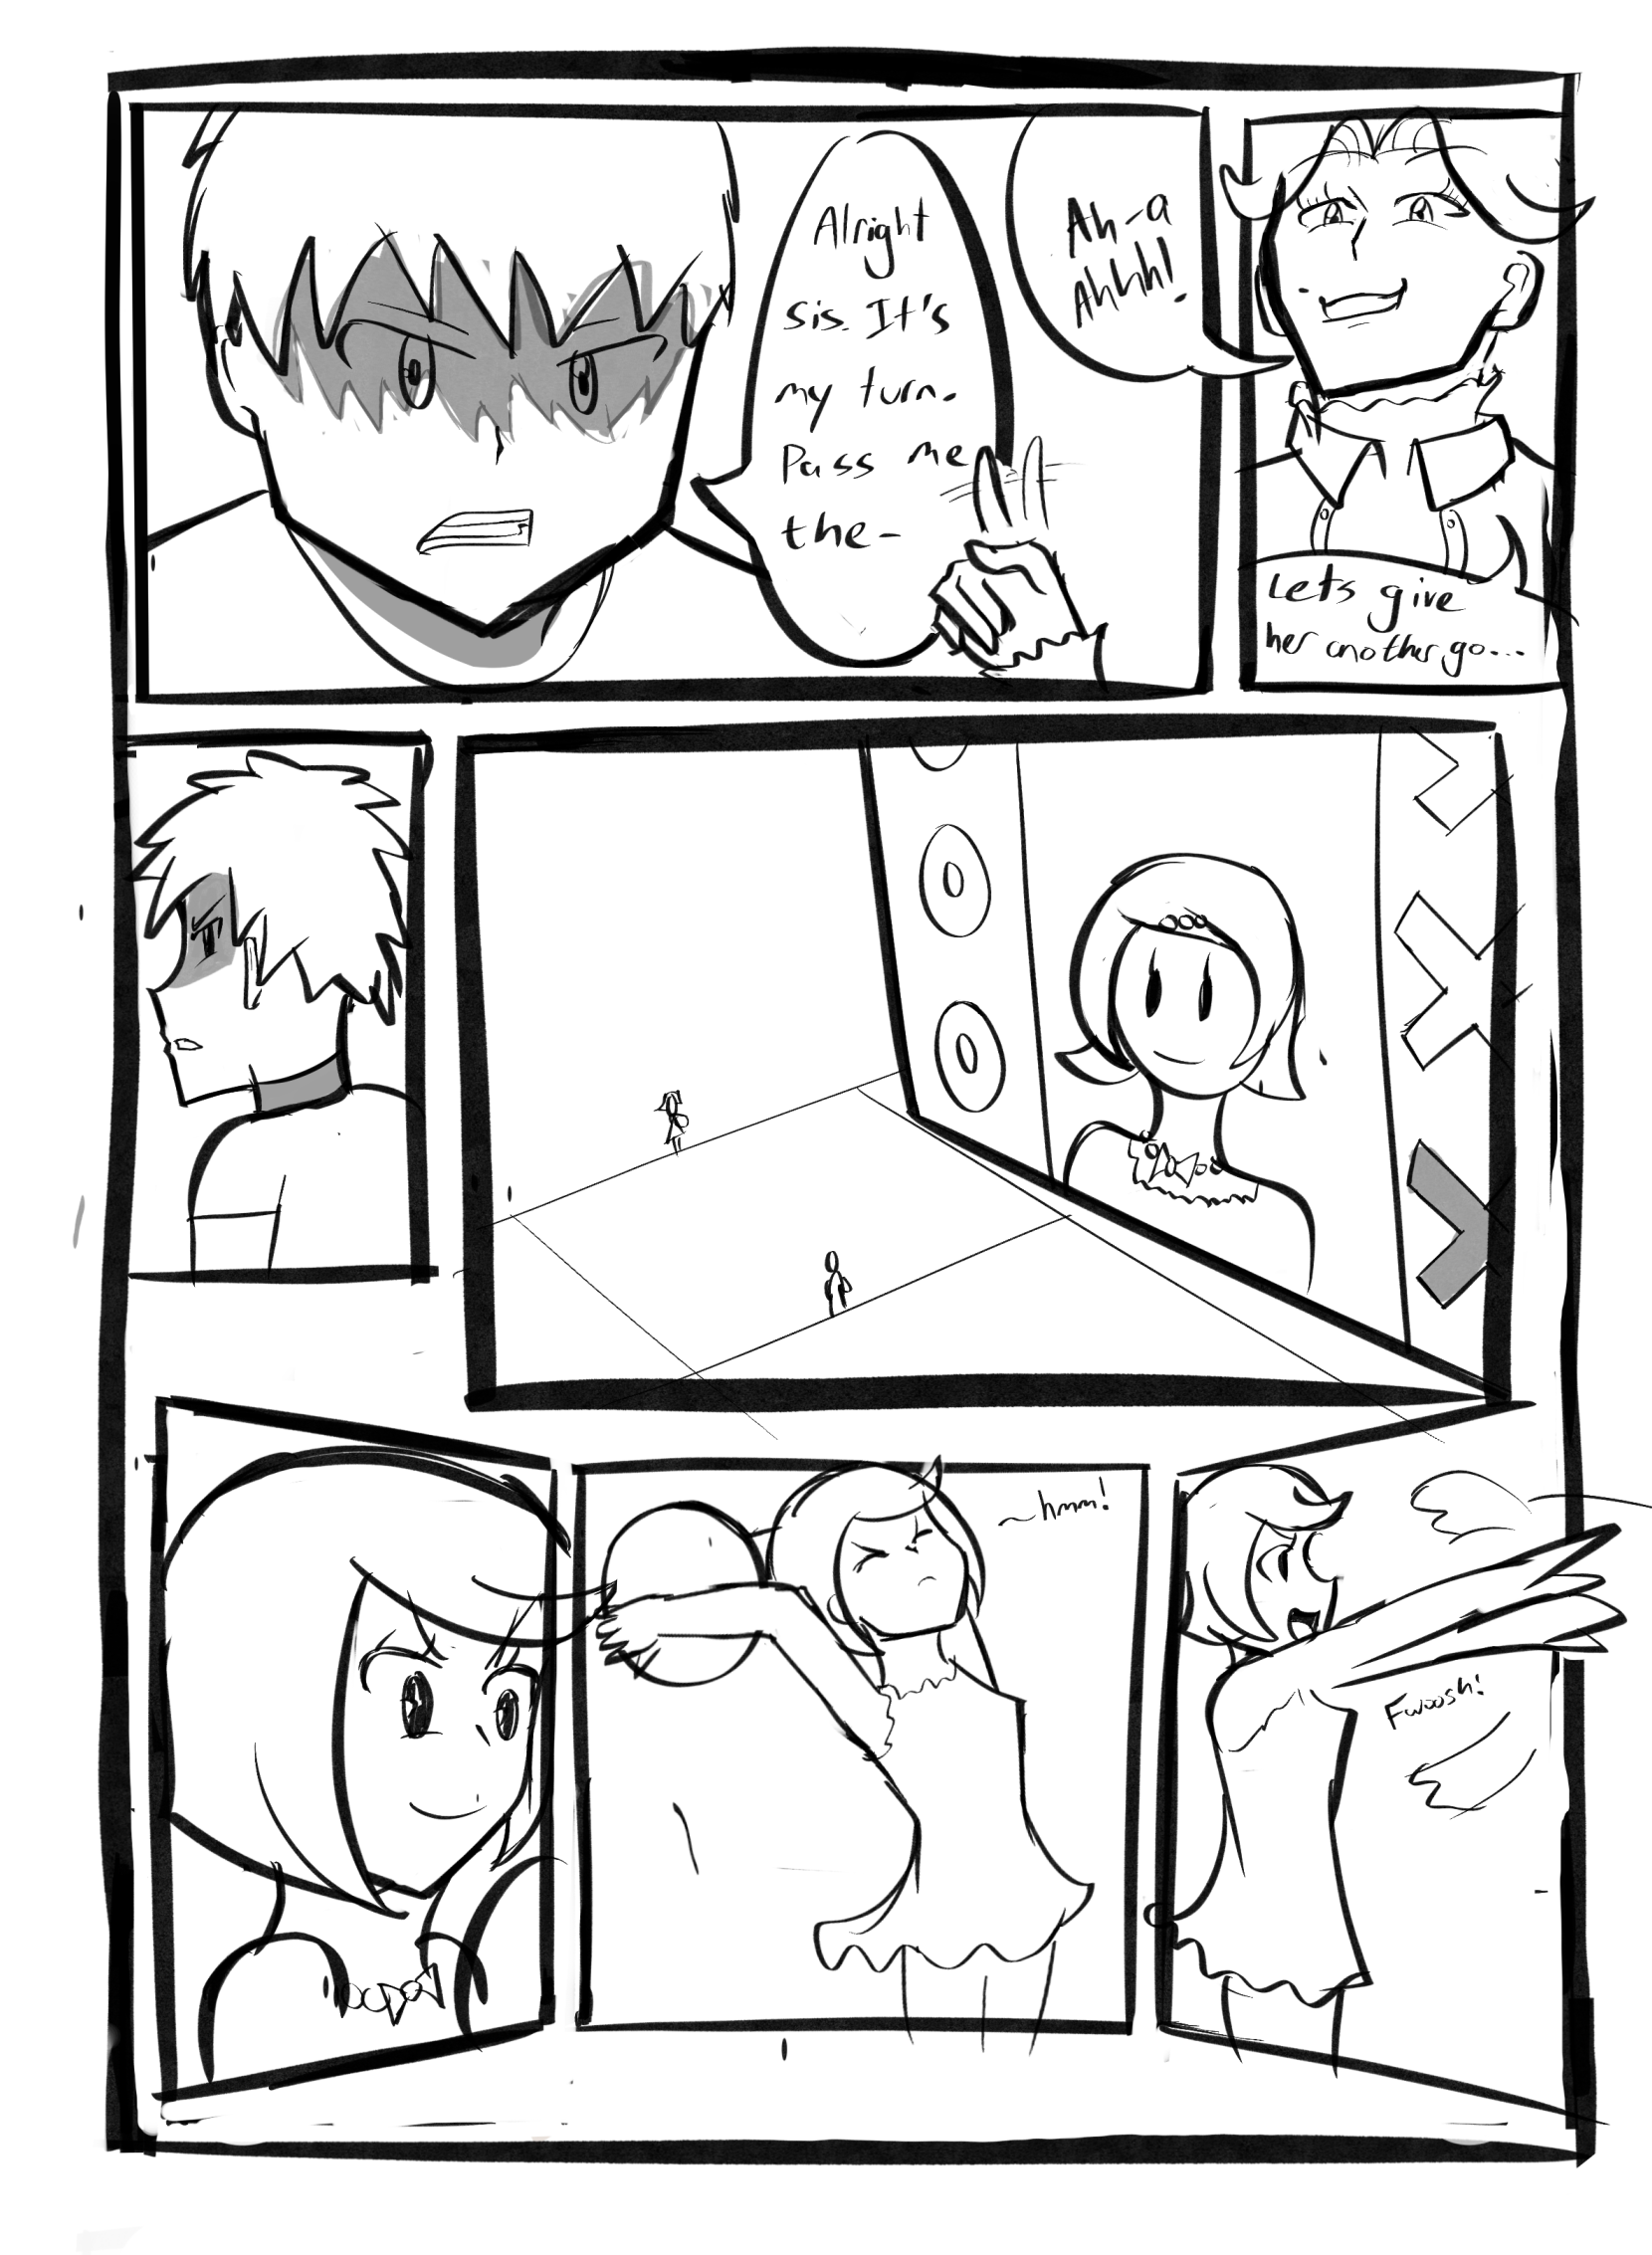 Alright
sis. It's
my turn.
Pass me
the-
Ah-a
Ahhh!
Lets give
her another go...
~hmm!
Fwoosh!